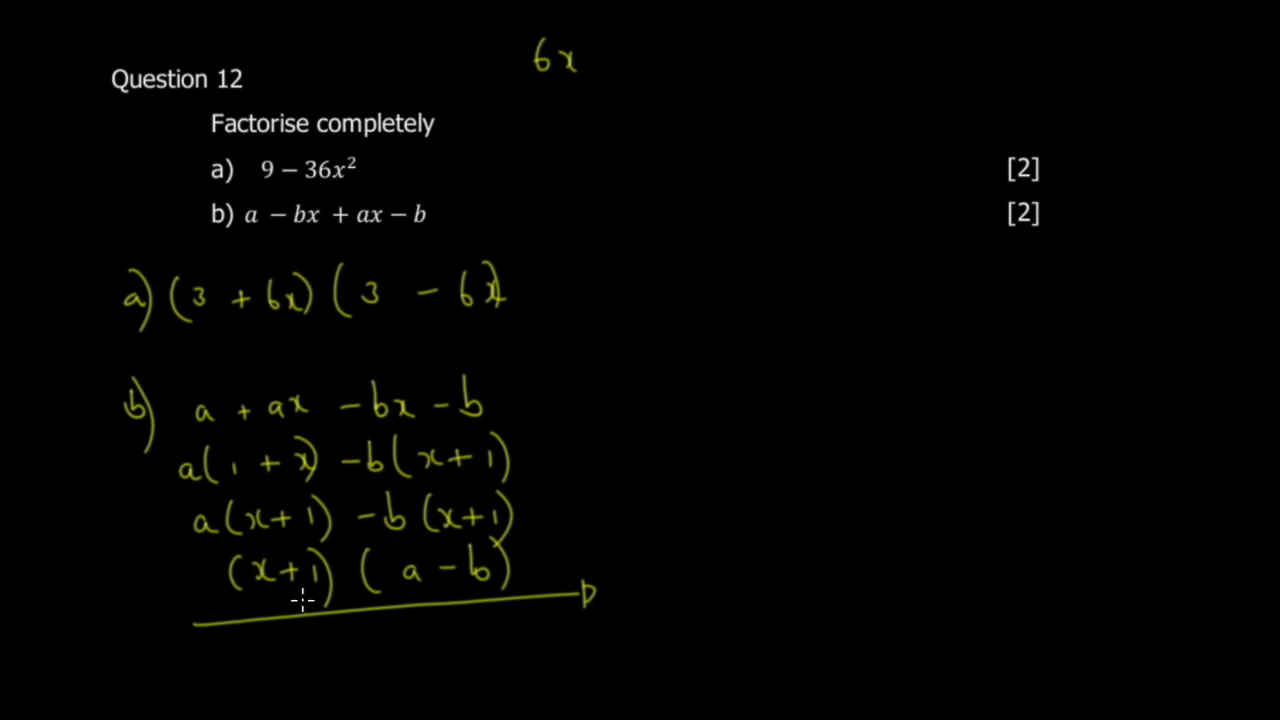 6x
Question 12
Factorise completely
a) 9 − 36x² [2]
b) a − bx + ax − b [2]
a) (3 + 6x) (3 − 6x)
b) a + ax − bx − b
a(1 + x) − b(x + 1)
a(x + 1) − b(x + 1)
(x + 1) (a − b)